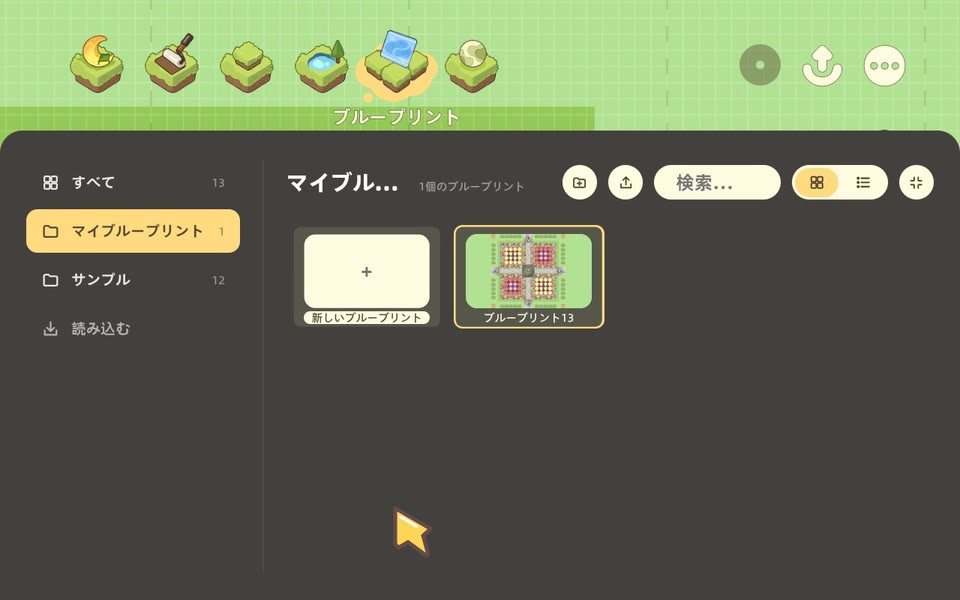 ブループリント
すべて 13
マイブループリント 1
サンプル 12
読み込む
マイブル... 1個のブループリント
検索...
新しいブループリント
ブループリント13